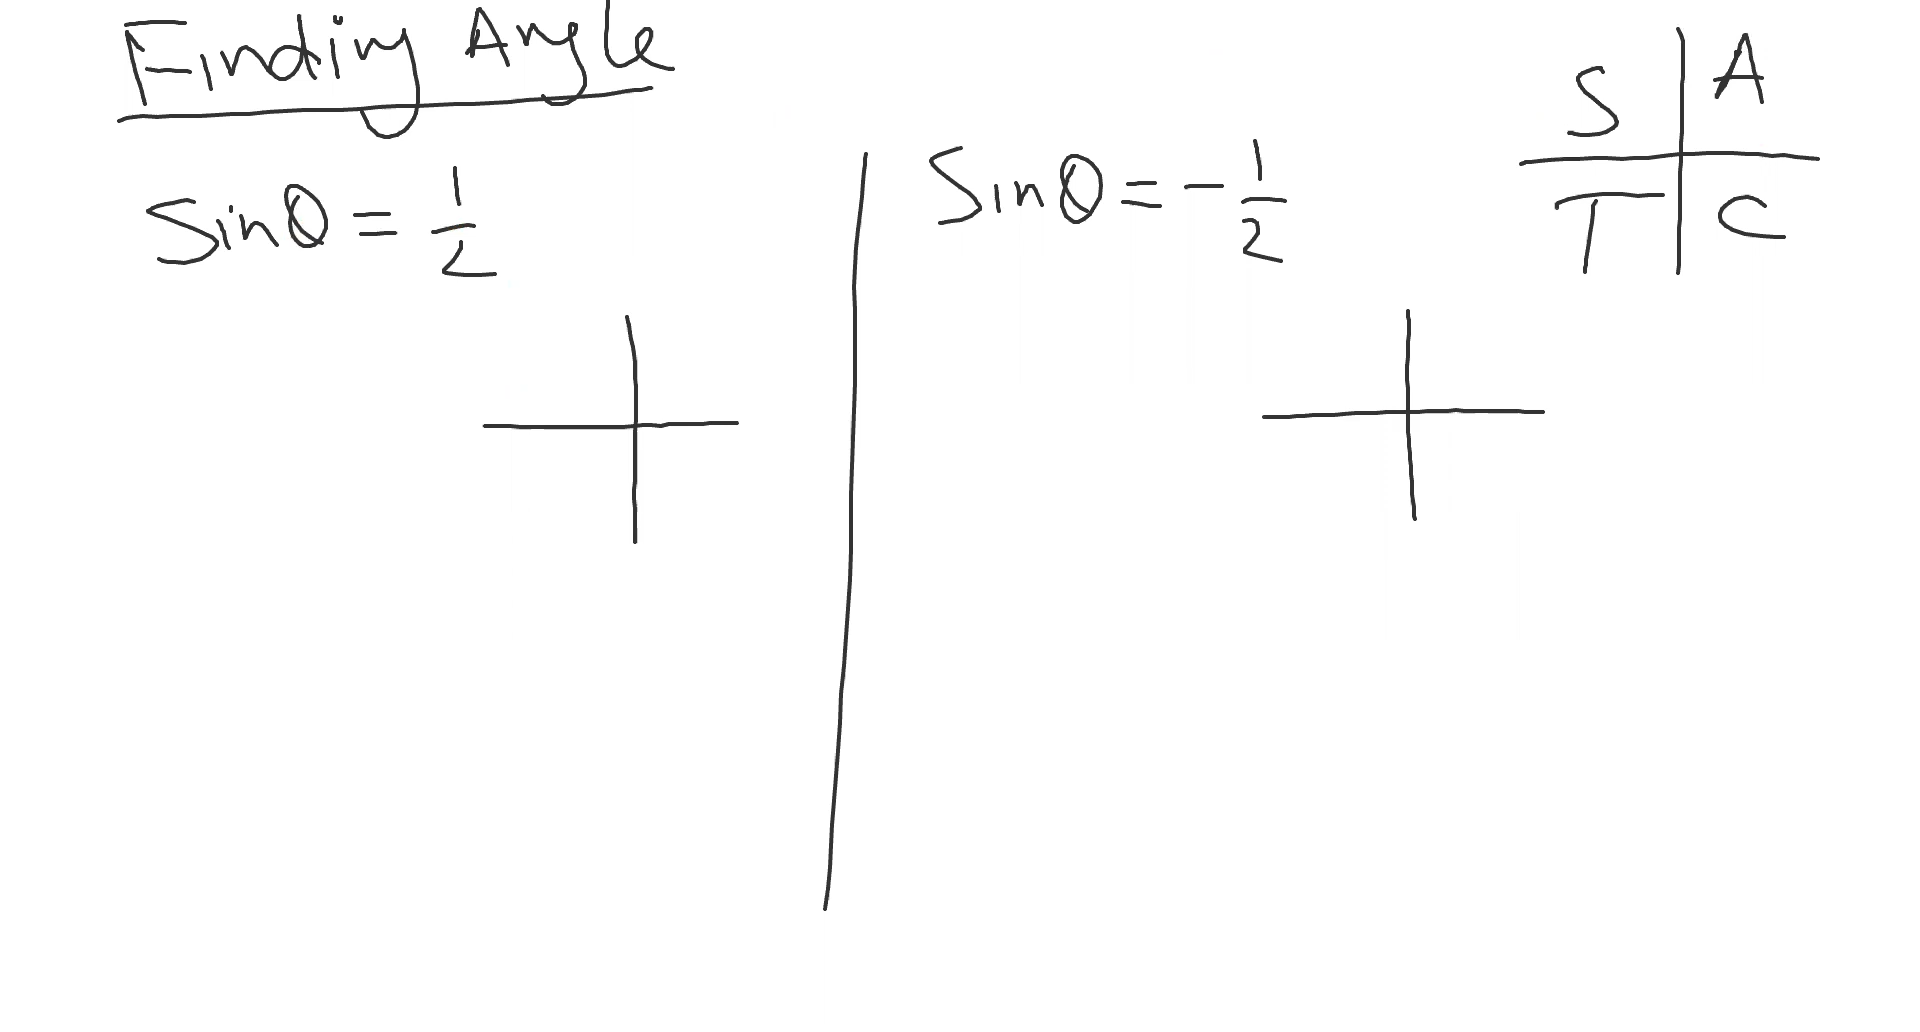 Finding Angle
Sinθ = 1/2
Sinθ = - 1/2
S A
T C